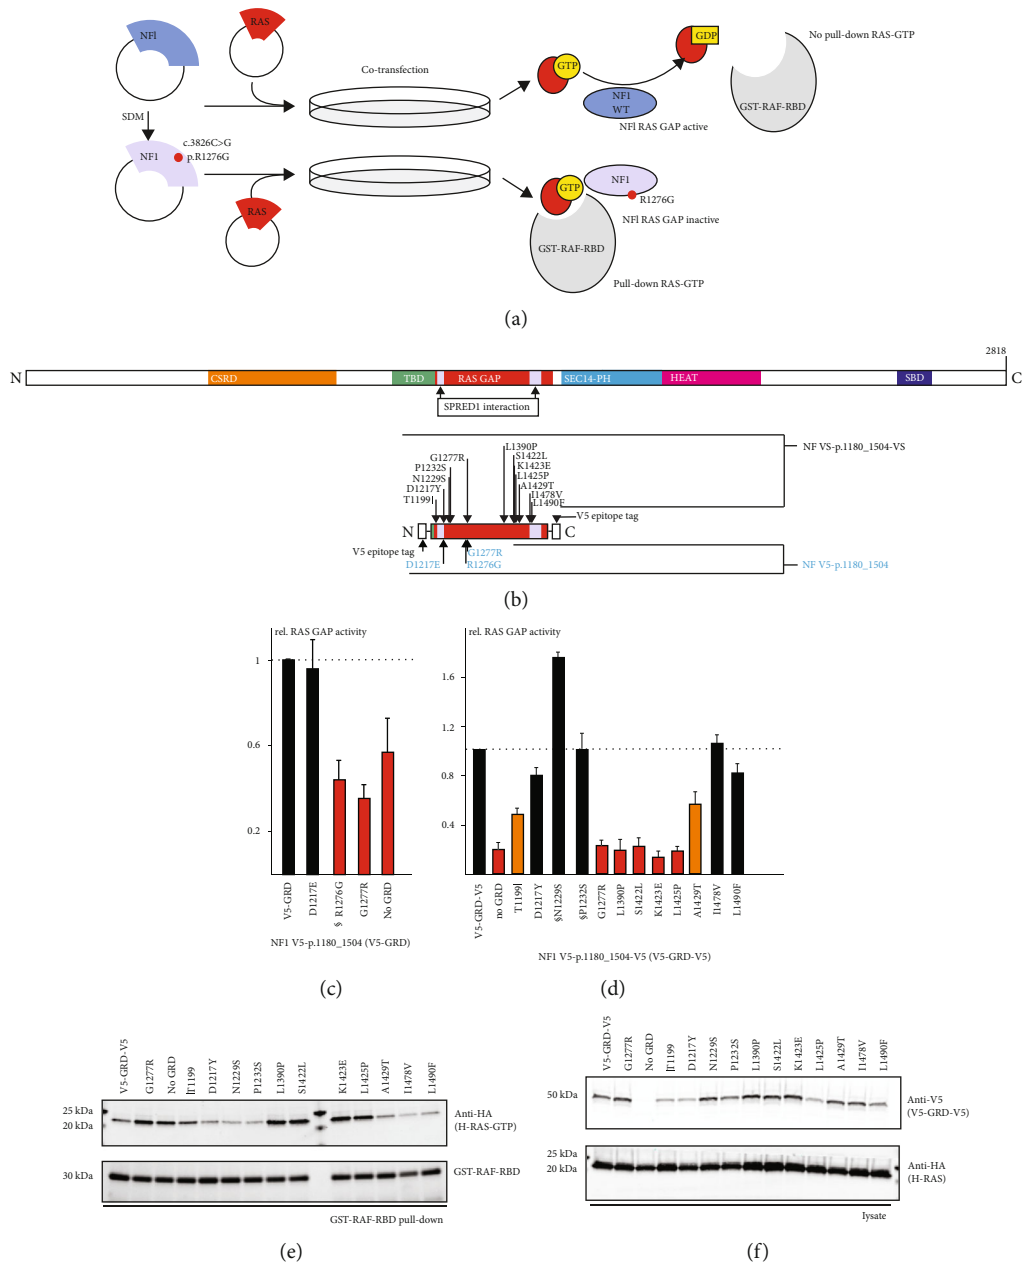 NFl
RAS
SDM
c.3826C>G
p.R1276G
NF1
RAS
Co-transfection
GTP
GDP
NF1
WT
NFl RAS GAP active
No pull-down RAS-GTP
GST-RAF-RBD
GTP
NF1
R1276G
NFl RAS GAP inactive
GST-RAF-RBD
Pull-down RAS-GTP
(a)
2818
N
CSRD
TBD
RAS GAP
SEC14-PH
HEAT
SBD
C
SPRED1 interaction
L1390P
S1422L
K1423E
L1425P
A1429T
I1478V
L1490F
G1277R
P1232S
N1229S
D1217Y
T1199I
NF VS-p.1180_1504-VS
V5 epitope tag
N
C
V5 epitope tag
G1277R
D1217E
R1276G
NF V5-p.1180_1504
(b)
rel. RAS GAP activity
1
0.6
0.2
V5-GRD
D1217E
§ R1276G
G1277R
No GRD
NF1 V5-p.1180_1504 (V5-GRD)
(c)
rel. RAS GAP activity
1.6
1.2
0.8
0.4
V5-GRD-V5
no GRD
T1199I
D1217Y
§N1229S
§P1232S
G1277R
L1390P
S1422L
K1423E
L1425P
A1429T
I1478V
L1490F
NF1 V5-p.1180_1504-V5 (V5-GRD-V5)
(d)
V5-GRD-V5
G1277R
No GRD
|T1199
D1217Y
N1229S
P1232S
L1390P
S1422L
K1423E
L1425P
A1429T
I1478V
L1490F
25 kDa
20 kDa
Anti-HA
(H-RAS-GTP)
30 kDa
GST-RAF-RBD
GST-RAF-RBD pull-down
(e)
V5-GRD-V5
G1277R
No GRD
|T1199
D1217Y
N1229S
P1232S
L1390P
S1422L
K1423E
L1425P
A1429T
I1478V
L1490F
50 kDa
Anti-V5
(V5-GRD-V5)
25 kDa
20 kDa
Anti-HA
(H-RAS)
lysate
(f)